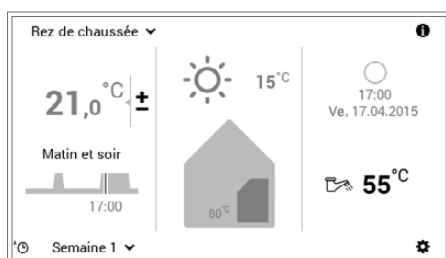 Rez de chaussée
21,0 °C ±
Matin et soir
17:00
Semaine 1
15°C
80°C
17:00
Ve, 17.04.2015
55°C